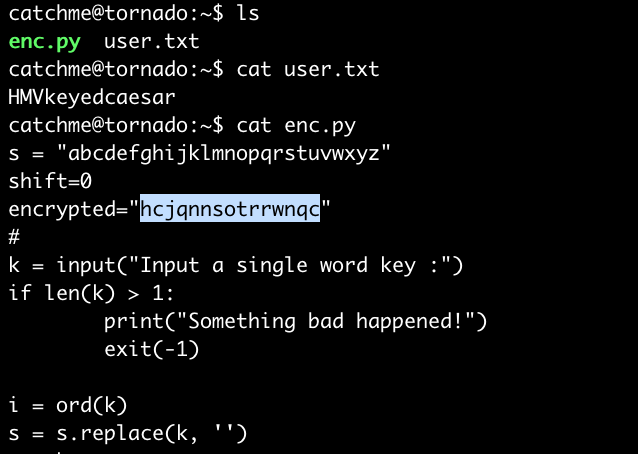 catchme@tornado:~$ ls
enc.py  user.txt
catchme@tornado:~$ cat user.txt
HMVkeyedcaesar
catchme@tornado:~$ cat enc.py
s = "abcdefghijklmnopqrstuvwxyz"
shift=0
encrypted="hcjqnnsotrrwnqc"
#
k = input("Input a single word key :")
if len(k) > 1:
        print("Something bad happened!")
        exit(-1)
i = ord(k)
s = s.replace(k, '')